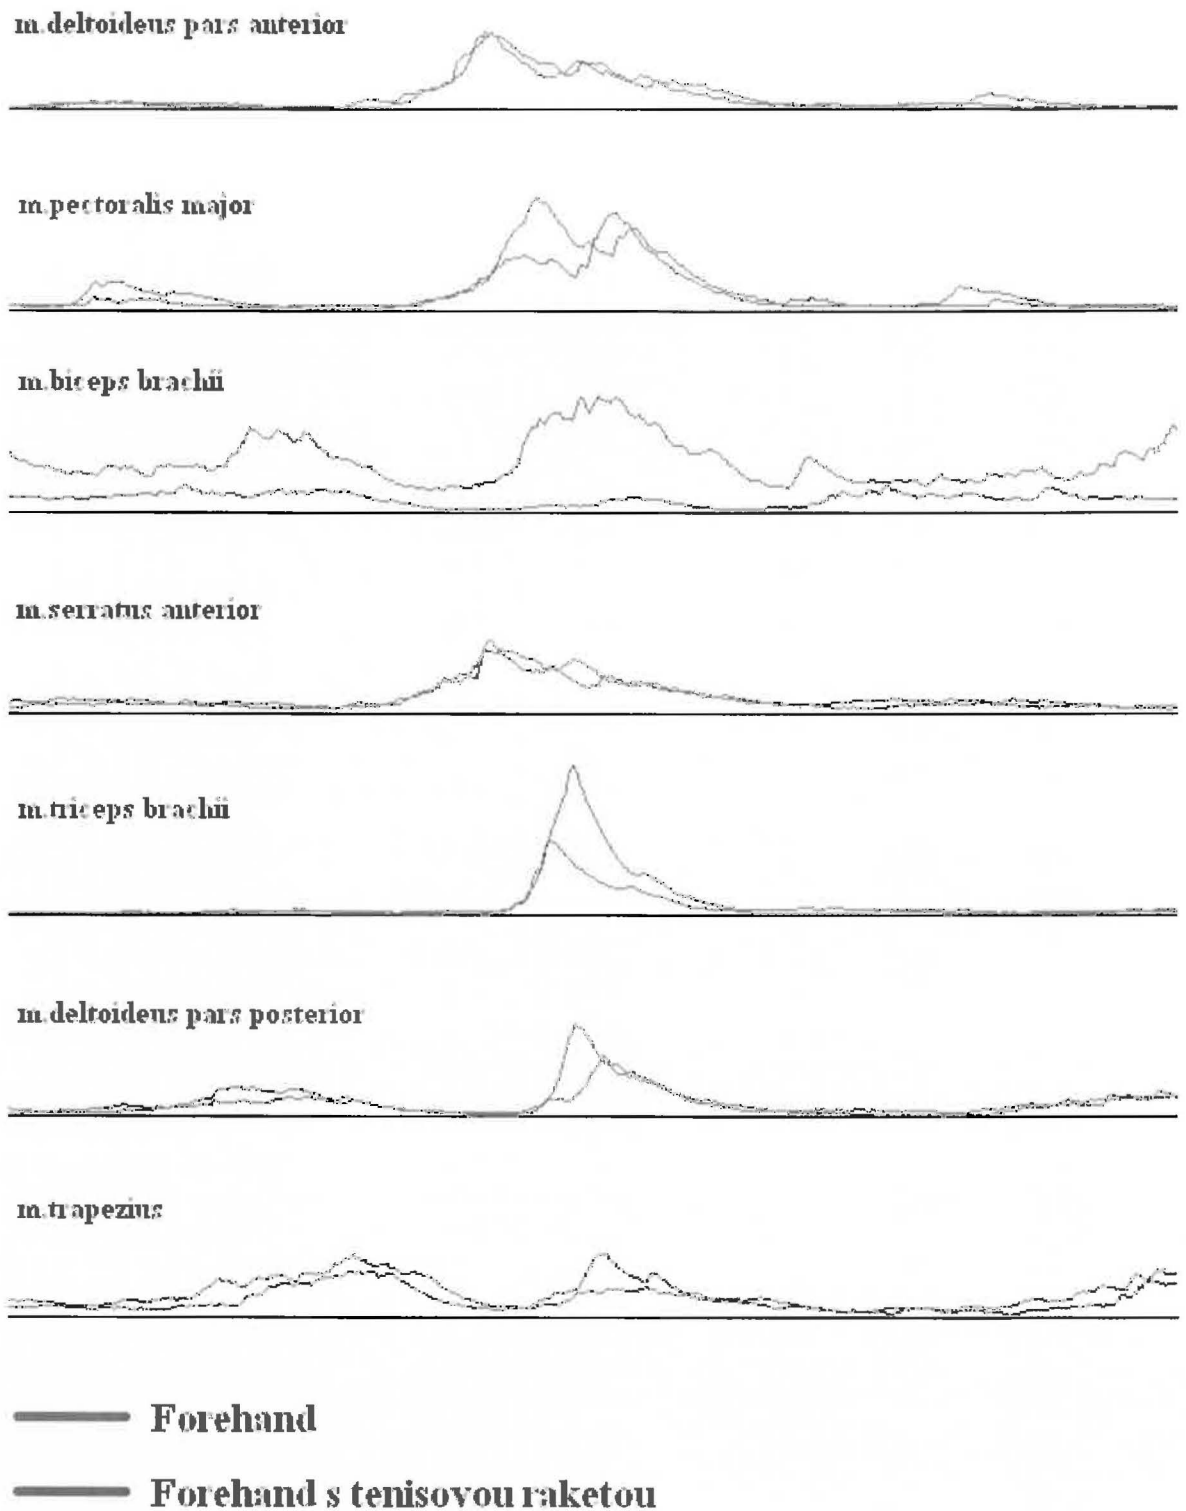 m.deltoideus pars anterior
m.pectoralis major
m.biceps brachii
m.serratus anterior
m.triceps brachii
m.deltoideus pars posterior
m.trapezius
Forehand
Forehand s tenisovou raketou